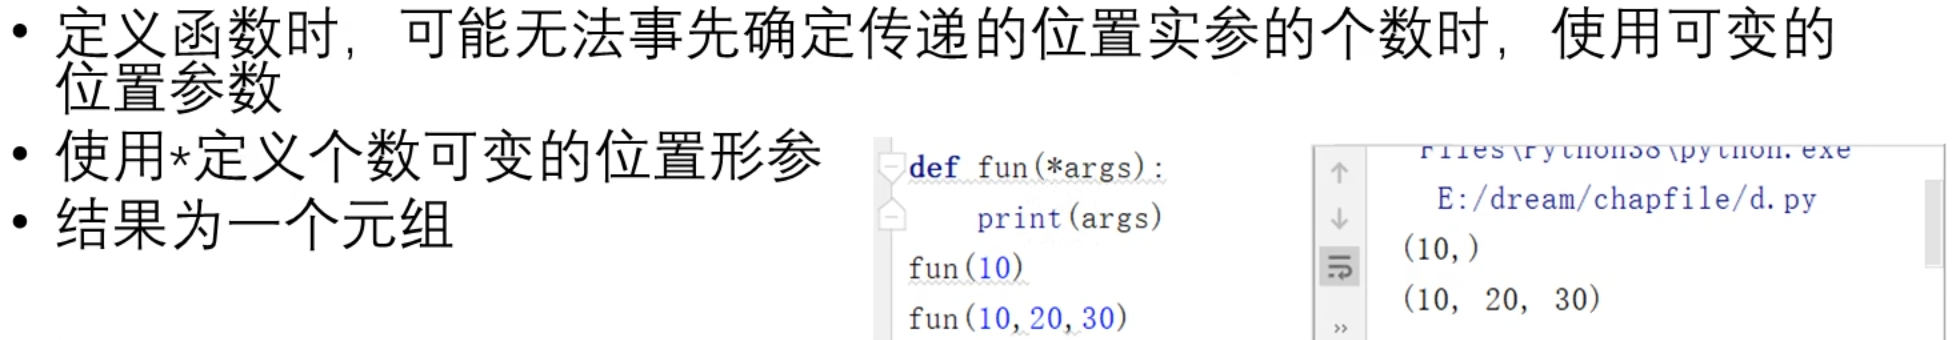 • 定义函数时，可能无法事先确定传递的位置实参的个数时，使用可变的
位置参数
• 使用*定义个数可变的位置形参
• 结果为一个元组
def fun(*args):
    print(args)
fun(10)
fun(10,20,30)
Files\Python38\python.exe
E:/dream/chapfile/d.py
(10,)
(10, 20, 30)